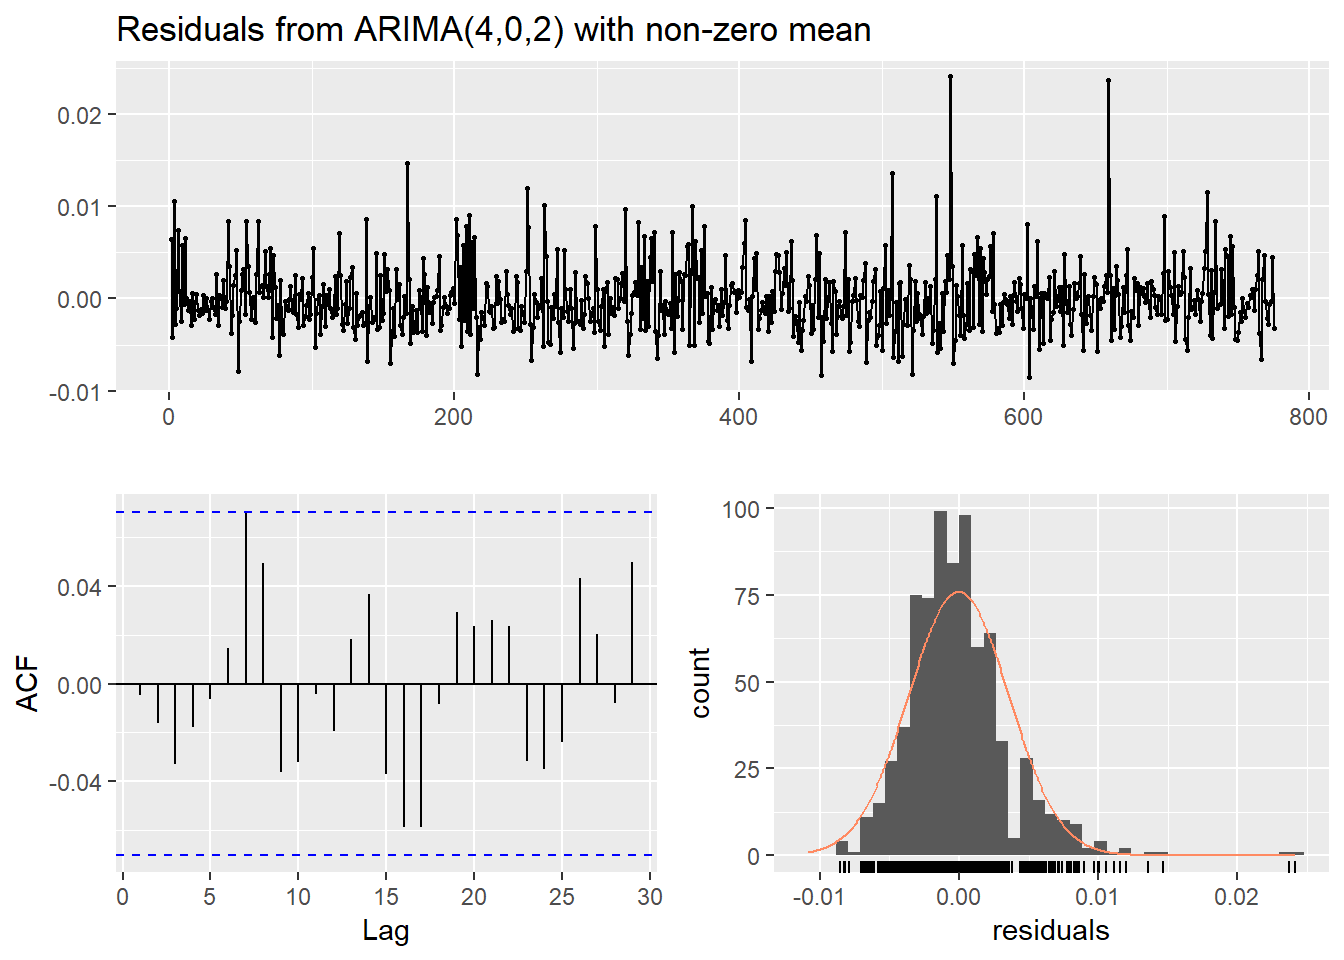 Residuals from ARIMA(4,0,2) with non-zero mean
0.02
0.01
0.00
-0.01
0 200 400 600 800
ACF
0.04
0.00
-0.04
0 5 10 15 20 25 30
Lag
count
100
75
50
25
0
-0.01 0.00 0.01 0.02
residuals